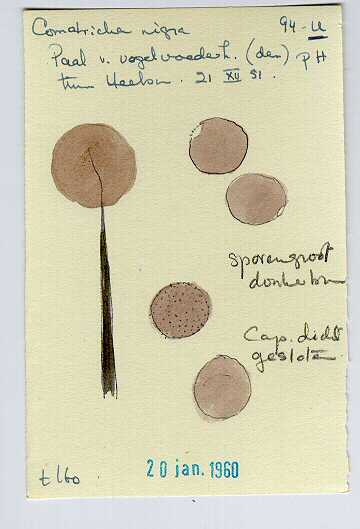 Comatricha nigra 94-U
Paal v. vogelvoederh. (den) PH
tuin 21 XII 51.
sporengroot
donkerbr
Cap. dicht
gesloten
t 160
20 jan. 1960